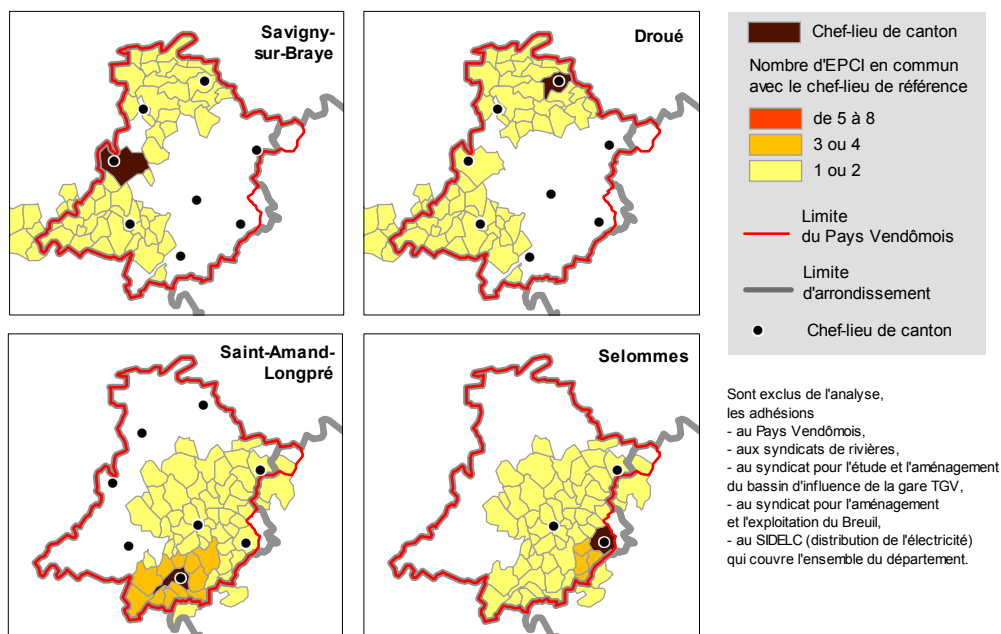 Savigny-
sur-Braye
Droué
Saint-Amand-
Longpré
Selommes
Chef-lieu de canton
Nombre d'EPCI en commun
avec le chef-lieu de référence
de 5 à 8
3 ou 4
1 ou 2
Limite
du Pays Vendômois
Limite
d'arrondissement
Chef-lieu de canton
Sont exclus de l'analyse,
les adhésions
- au Pays Vendômois,
- aux syndicats de rivières,
- au syndicat pour l'étude et l'aménagement
du bassin d'influence de la gare TGV,
- au syndicat pour l'aménagement
et l'exploitation du Breuil,
- au SIDELC (distribution de l'électricité)
qui couvre l'ensemble du département.